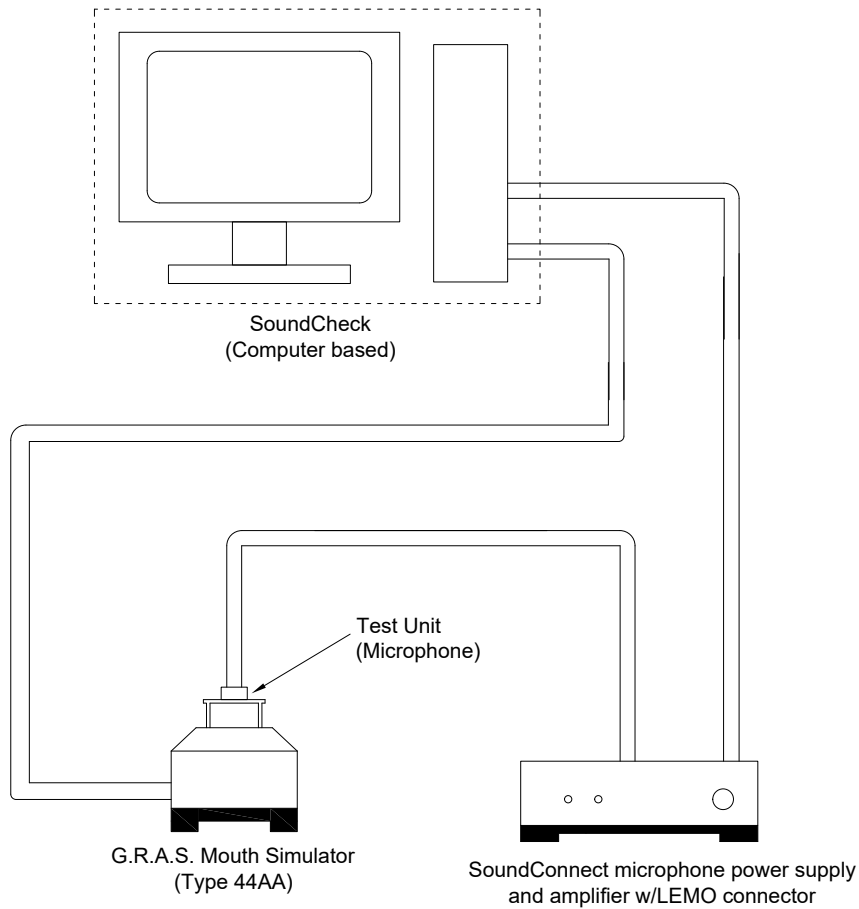 SoundCheck
(Computer based)
Test Unit
(Microphone)
G.R.A.S. Mouth Simulator
(Type 44AA)
SoundConnect microphone power supply
and amplifier w/LEMO connector